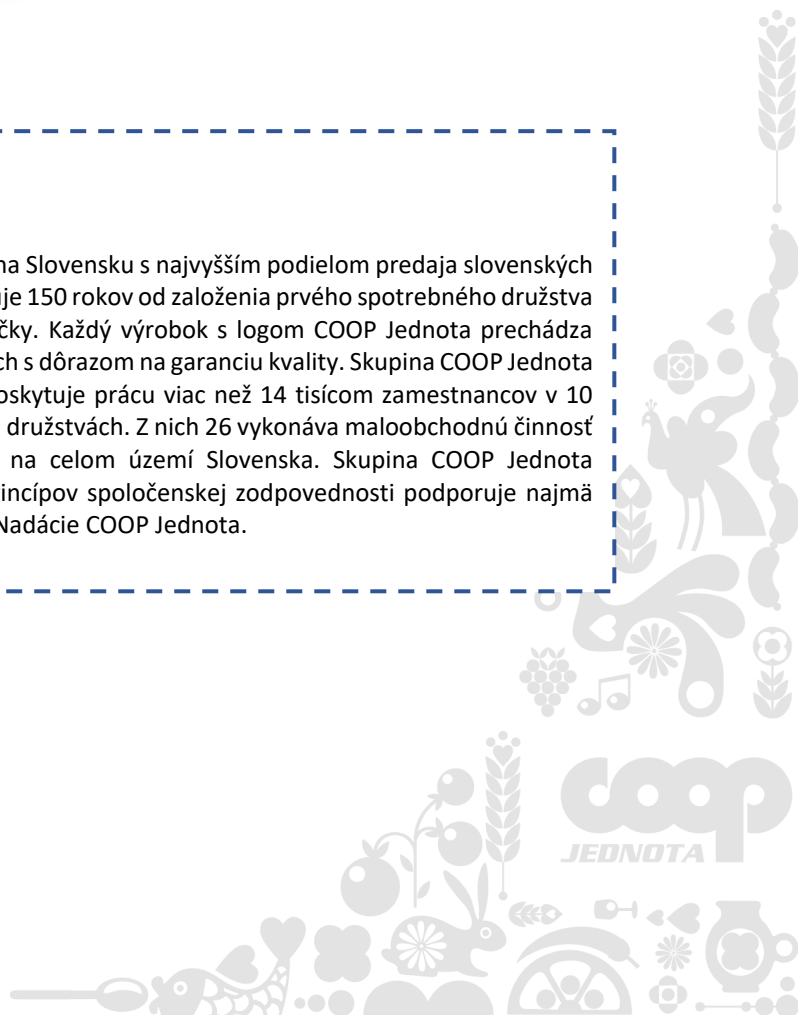 na Slovensku s najvyšším podielom predaja slovenských
je 150 rokov od založenia prvého spotrebného družstva
čky. Každý výrobok s logom COOP Jednota prechádza
ch s dôrazom na garanciu kvality. Skupina COOP Jednota
oskytuje prácu viac než 14 tisícom zamestnancov v 10
družstvách. Z nich 26 vykonáva maloobchodnú činnosť
na celom území Slovenska. Skupina COOP Jednota
incípov spoločenskej zodpovednosti podporuje najmä
Nadácie COOP Jednota.
coop
JEDNOTA